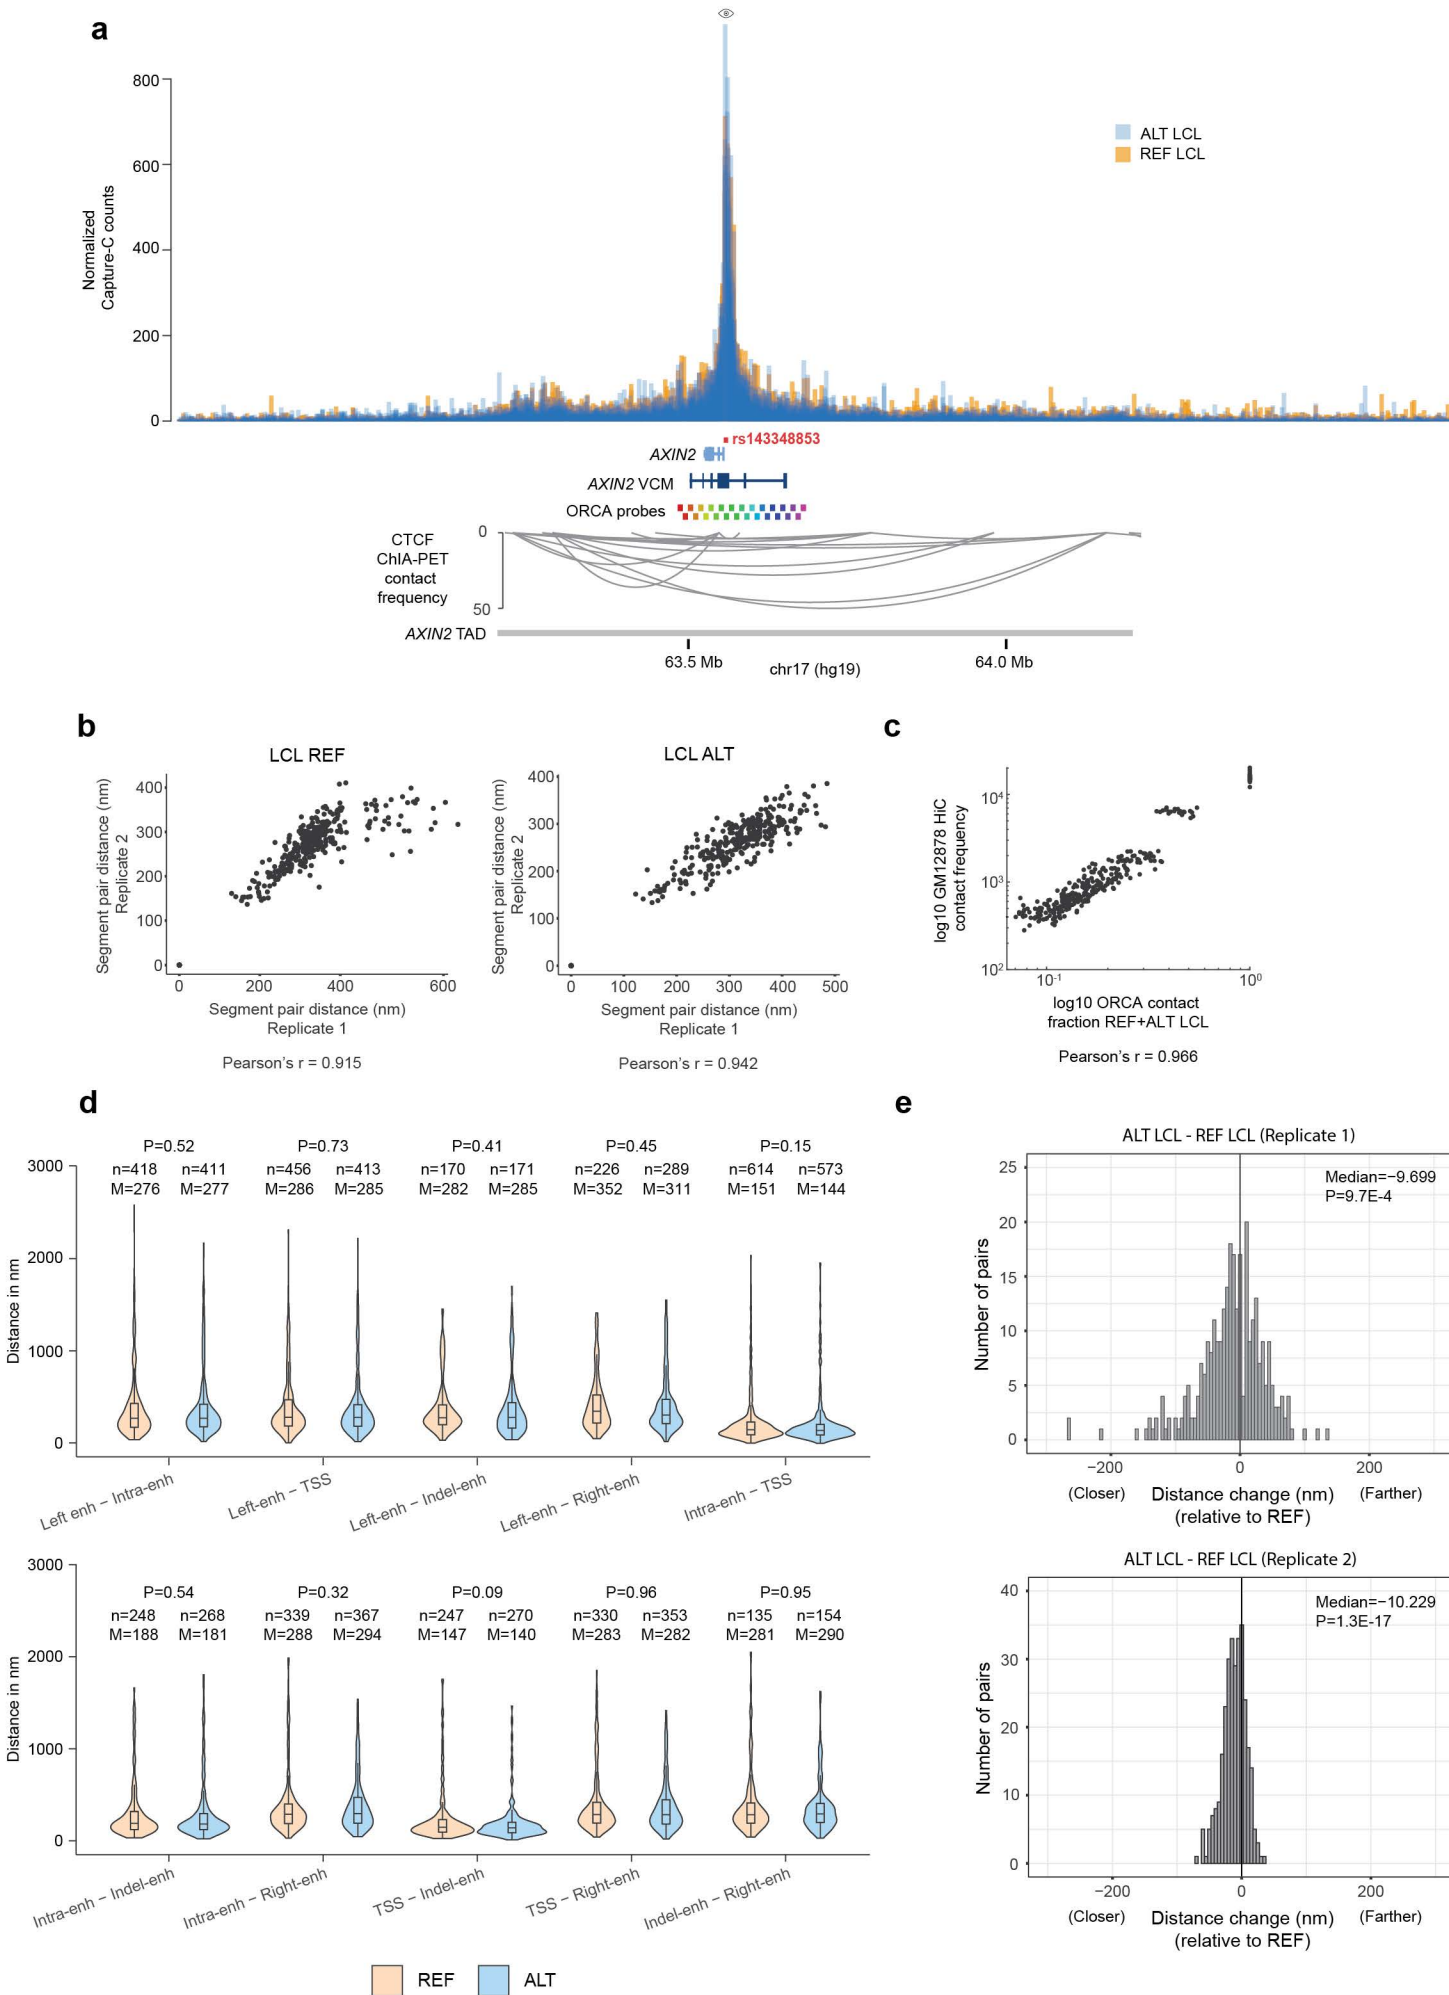 a
800
600
400
200
0
Normalized
Capture-C counts
ALT LCL
REF LCL
rs143348853
AXIN2
AXIN2 VCM
ORCA probes
0
CTCF
ChIA-PET
contact
frequency
50
AXIN2 TAD
63.5 Mb
chr17 (hg19)
64.0 Mb
b
LCL REF
Segment pair distance (nm)
Replicate 2
400
300
200
100
0
0 200 400 600
Segment pair distance (nm)
Replicate 1
Pearson's r = 0.915
LCL ALT
Segment pair distance (nm)
Replicate 2
400
300
200
100
0
0 100 200 300 400 500
Segment pair distance (nm)
Replicate 1
Pearson's r = 0.942
c
log10 GM12878 HiC
contact frequency
10⁴
10³
10²
10⁻¹ 10⁰
log10 ORCA contact
fraction REF+ALT LCL
Pearson's r = 0.966
d
P=0.52 P=0.73 P=0.41 P=0.45 P=0.15
n=418 n=411 n=456 n=413 n=170 n=171 n=226 n=289 n=614 n=573
M=276 M=277 M=286 M=285 M=282 M=285 M=352 M=311 M=151 M=144
3000
2000
1000
0
Distance in nm
Left enh − Intra-enh
Left-enh − TSS
Left-enh − Indel-enh
Left-enh − Right-enh
Intra-enh − TSS
P=0.54 P=0.32 P=0.09 P=0.96 P=0.95
n=248 n=268 n=339 n=367 n=247 n=270 n=330 n=353 n=135 n=154
M=188 M=181 M=288 M=294 M=147 M=140 M=283 M=282 M=281 M=290
3000
2000
1000
0
Distance in nm
Intra-enh − Indel-enh
Intra-enh − Right-enh
TSS − Indel-enh
TSS − Right-enh
Indel-enh − Right-enh
REF
ALT
e
ALT LCL - REF LCL (Replicate 1)
Median=−9.699
P=9.7E-4
Number of pairs
25
20
15
10
5
0
−200 0 200
(Closer) Distance change (nm) (Farther)
(relative to REF)
ALT LCL - REF LCL (Replicate 2)
Median=−10.229
P=1.3E-17
Number of pairs
40
30
20
10
0
−200 0 200
(Closer) Distance change (nm) (Farther)
(relative to REF)